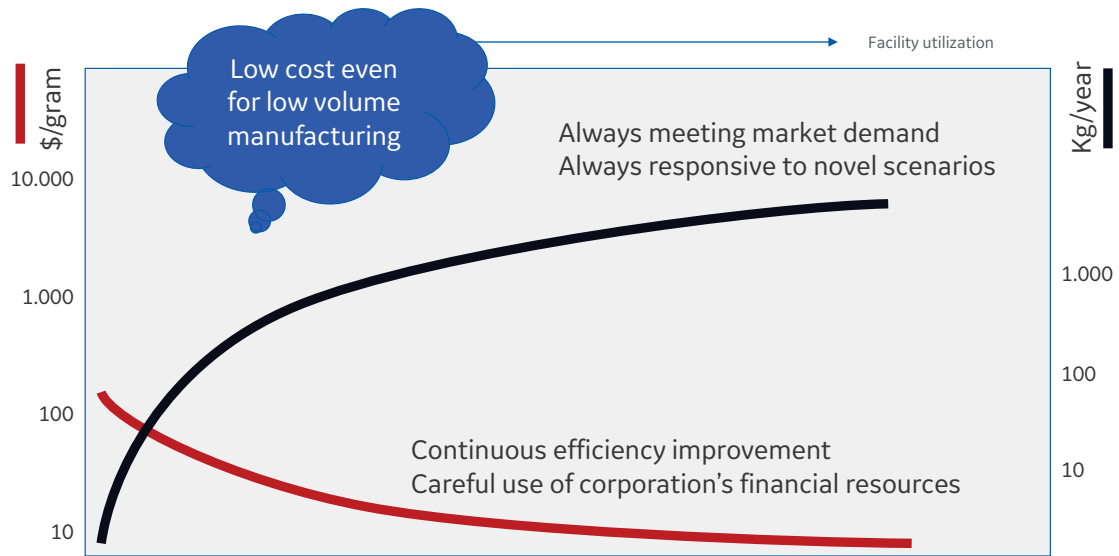 Facility utilization
$/gram
Kg/year
Low cost even
for low volume
manufacturing
Always meeting market demand
Always responsive to novel scenarios
10.000
1.000
1.000
100
100
Continuous efficiency improvement
Careful use of corporation’s financial resources
10
10